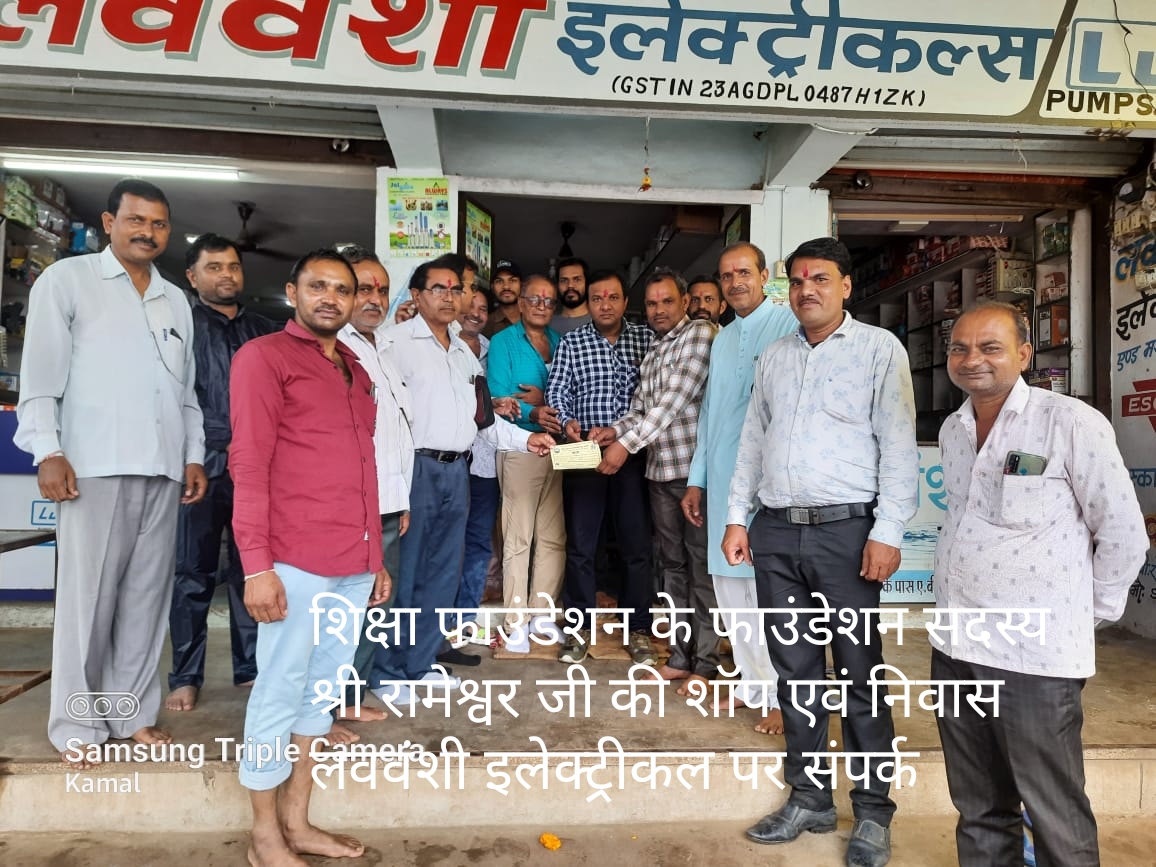 लववंशी इलेक्ट्रीकल्स
(GSTIN 23AGDPL0487H1ZK)
PUMPS
ALWAYS
शिक्षा फाउंडेशन के फाउंडेशन सदस्य
श्री रामेश्वर जी की शॉप एवं निवास
लववंशी इलेक्ट्रीकल पर संपर्क
Samsung Triple Camera
Kamal